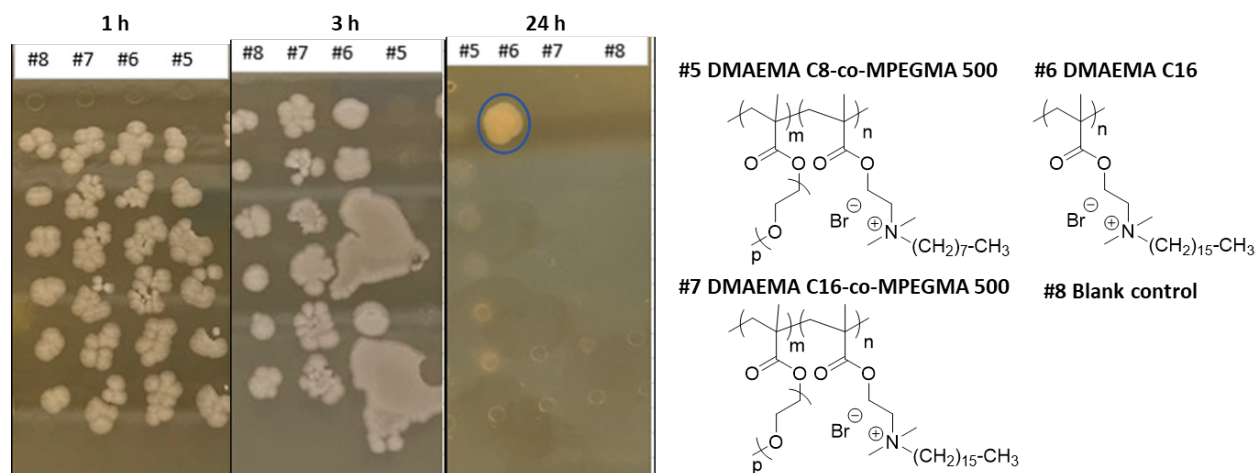 1 h
3 h
24 h
#8 #7 #6 #5
#8 #7 #6 #5
#5 #6 #7 #8
#5 DMAEMA C8-co-MPEGMA 500
m
n
O
O
O
O
Br
−
+
O
p
N
(CH2)7-CH3
#6 DMAEMA C16
n
O
O
Br
−
+
N
(CH2)15-CH3
#7 DMAEMA C16-co-MPEGMA 500
m
n
O
O
O
O
Br
−
+
O
p
N
(CH2)15-CH3
#8 Blank control